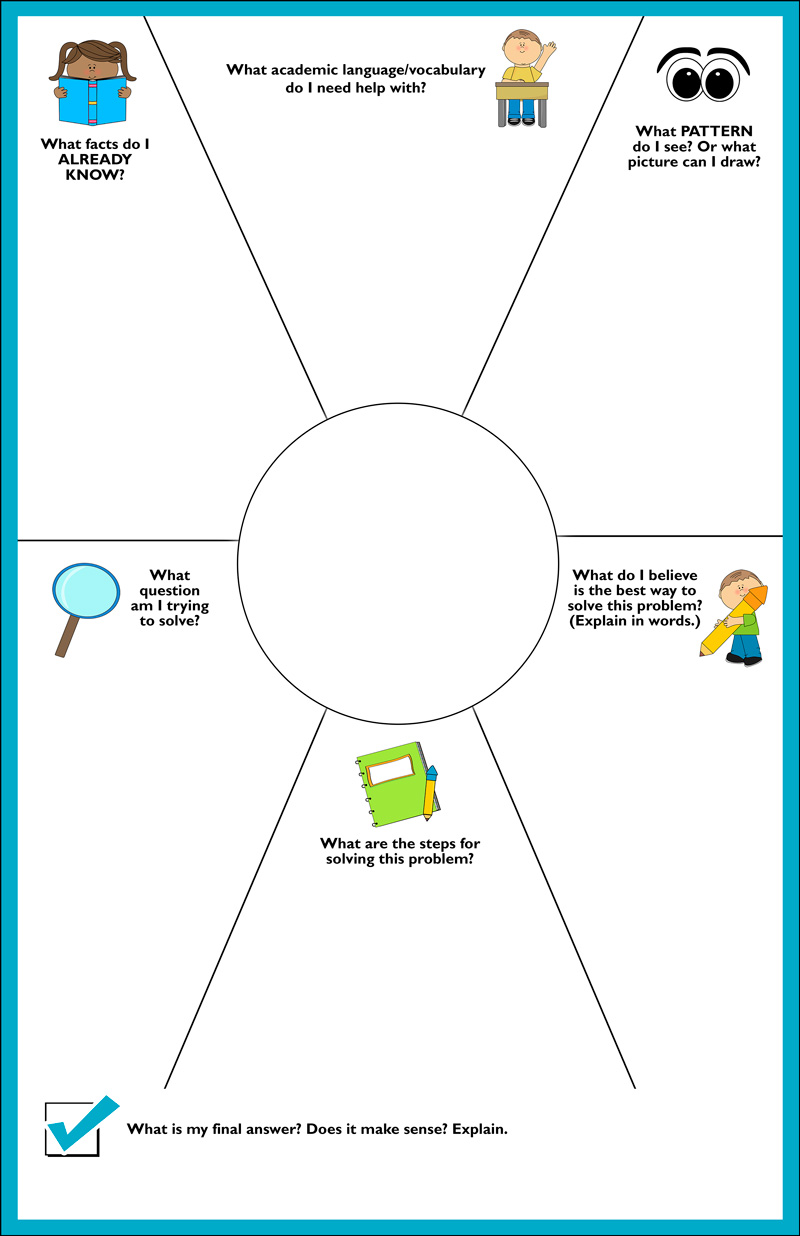 What facts do I
ALREADY
KNOW?
What academic language/vocabulary
do I need help with?
What PATTERN
do I see? Or what
picture can I draw?
What
question
am I trying
to solve?
What do I believe
is the best way to
solve this problem?
(Explain in words.)
What are the steps for
solving this problem?
What is my final answer? Does it make sense? Explain.